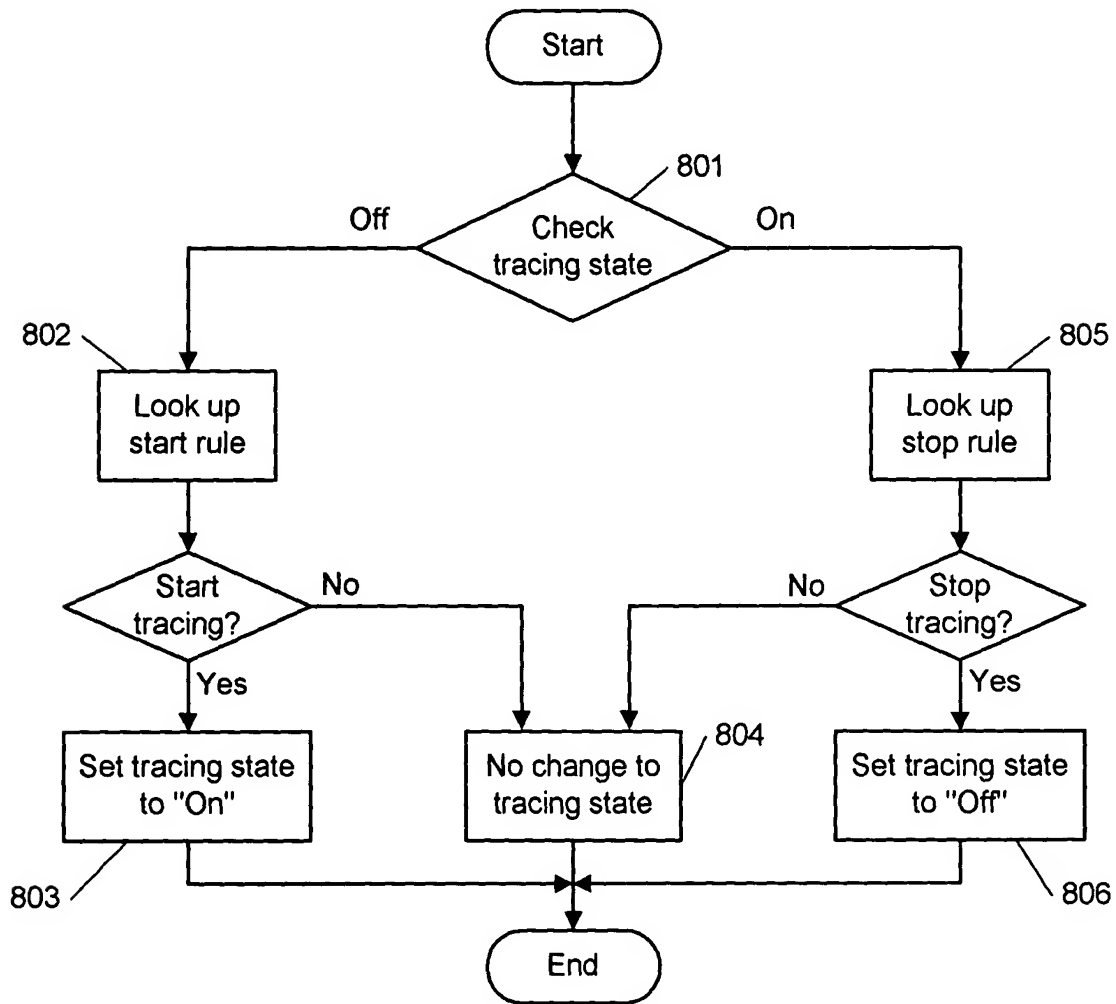 Start
801
Off
Check
tracing state
On
802
Look up
start rule
805
Look up
stop rule
Start
tracing?
No
No
Stop
tracing?
Yes
Yes
Set tracing state
to "On"
803
No change to
tracing state
804
Set tracing state
to "Off"
806
End